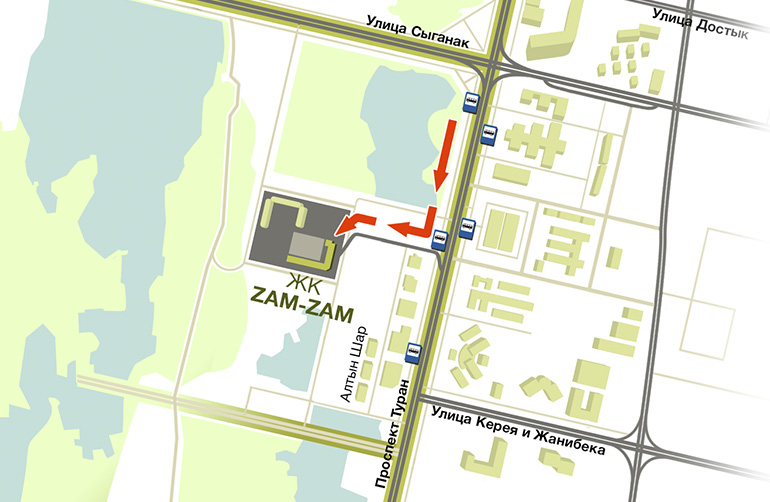 Улица Сыганак
Улица Достык
ЖК
ZAM-ZAM
Алтын Шар
Проспект Туран
Улица Керея и Жанибека